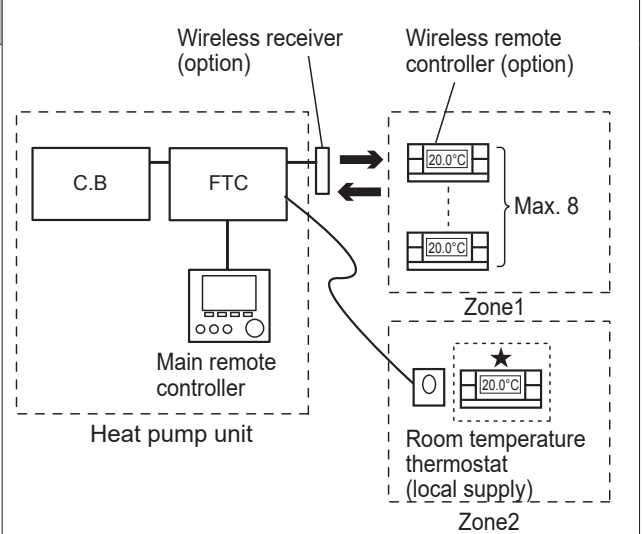 Wireless receiver
(option)
Wireless remote
controller (option)
C.B
FTC
20.0°C
Max. 8
20.0°C
Zone1
Main remote
controller
Heat pump unit
★
20.0°C
Room temperature
thermostat
(local supply)
Zone2